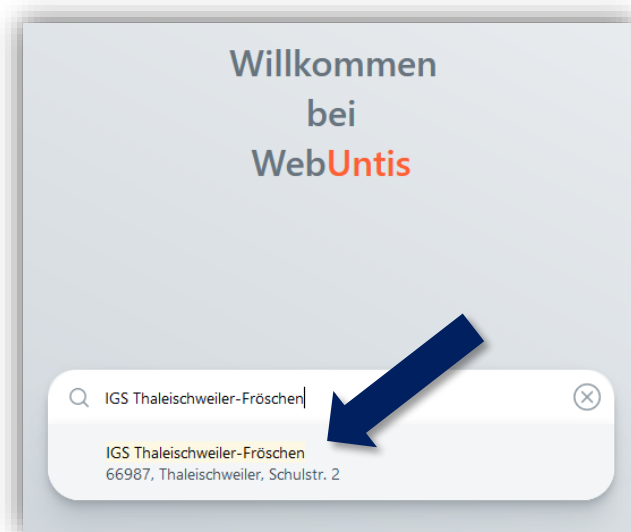 Willkommen
bei
WebUntis
IGS Thaleischweiler-Fröschen
IGS Thaleischweiler-Fröschen
66987, Thaleischweiler, Schulstr. 2